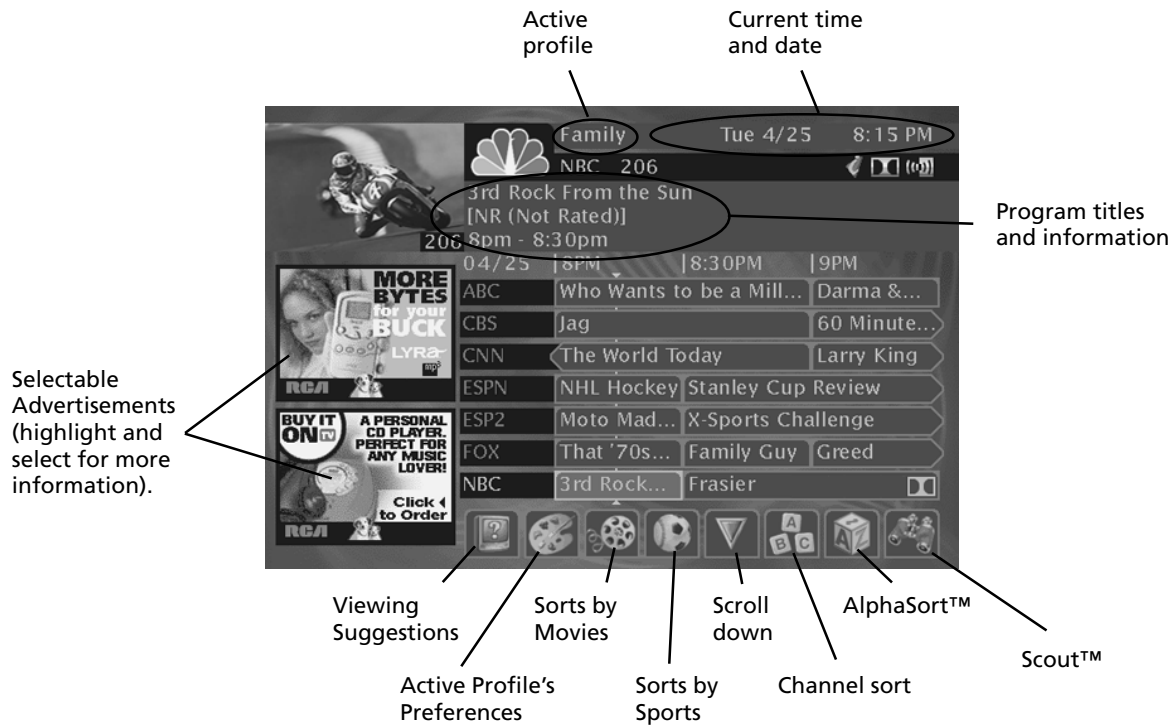 Active
profile
Current time
and date
Family
Tue 4/25 8:15 PM
NBC 206
3rd Rock From the Sun
[NR (Not Rated)]
206 8pm - 8:30pm
Program titles
and information
04/25 8PM 8:30PM 9PM
ABC Who Wants to be a Mill... Darma &...
CBS Jag 60 Minute...
CNN The World Today Larry King
ESPN NHL Hockey Stanley Cup Review
ESP2 Moto Mad... X-Sports Challenge
FOX That '70s... Family Guy Greed
NBC 3rd Rock... Frasier
MORE
BYTES
for your
BUCK
LYRA
mp3
RCA
BUY IT
ON TV
A PERSONAL
CD PLAYER.
PERFECT FOR
ANY MUSIC
LOVER!
Click
to Order
RCA
Selectable
Advertisements
(highlight and
select for more
information).
?
A
B C
A Z
Viewing
Suggestions
Sorts by
Movies
Scroll
down
AlphaSort™
Scout™
Active Profile's
Preferences
Sorts by
Sports
Channel sort